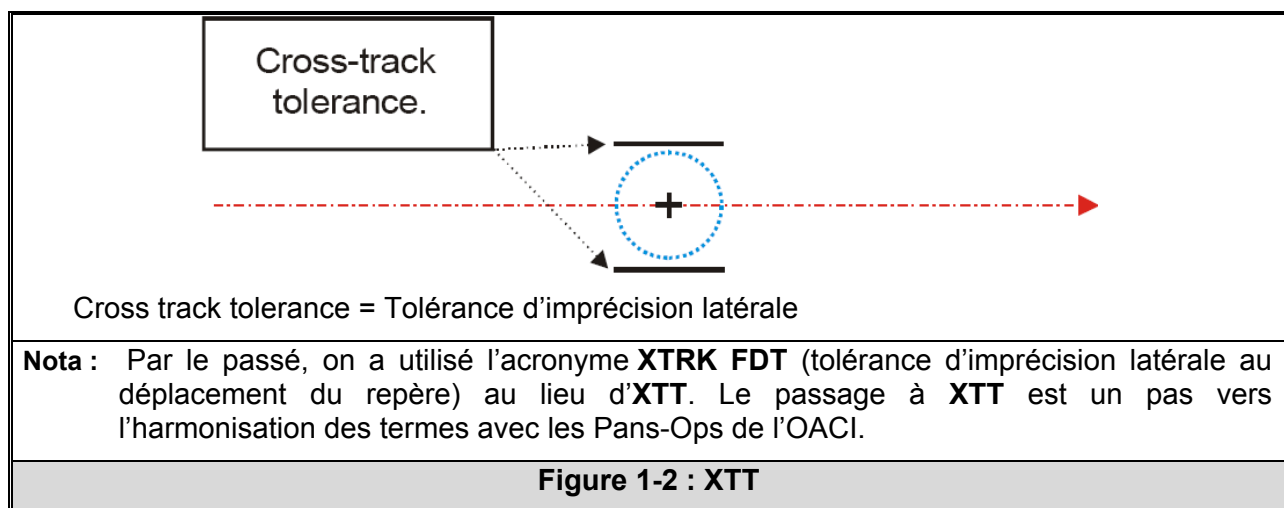 Cross-track
tolerance.
Cross track tolerance = Tolérance d’imprécision latérale
Nota : Par le passé, on a utilisé l’acronyme XTRK FDT (tolérance d’imprécision latérale au
déplacement du repère) au lieu d’XTT. Le passage à XTT est un pas vers
l’harmonisation des termes avec les Pans-Ops de l’OACI.
Figure 1-2 : XTT